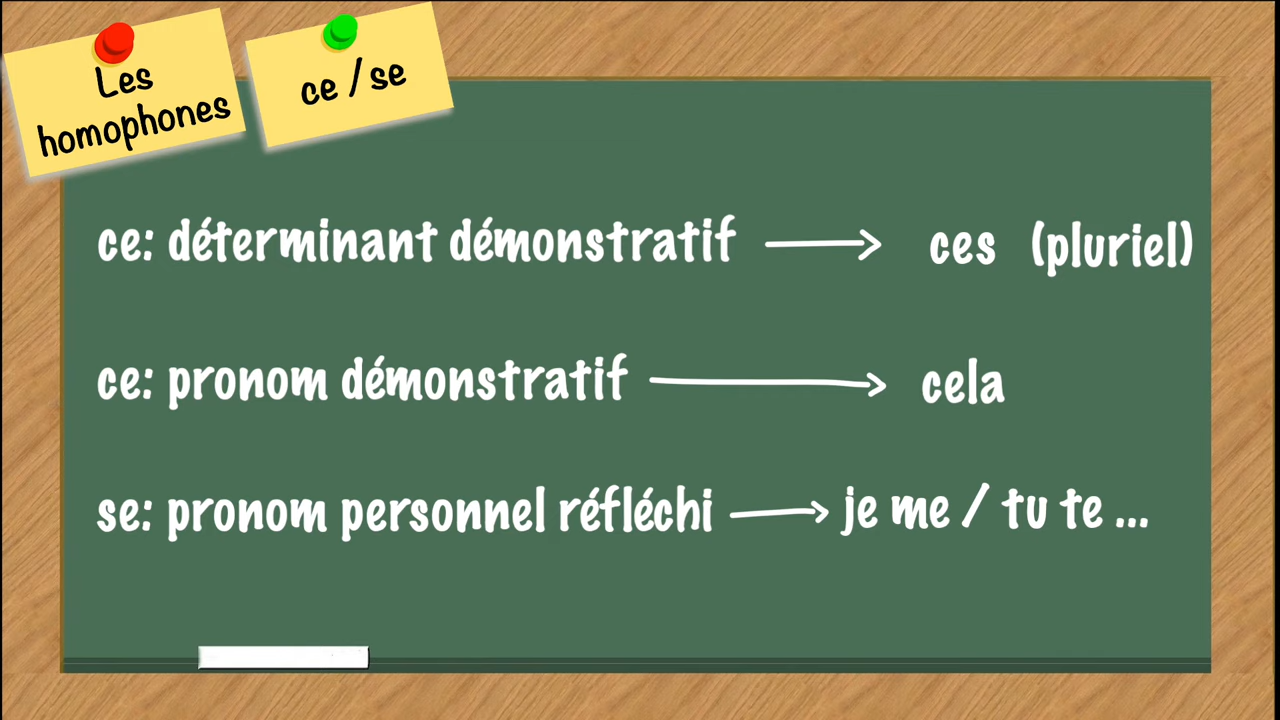 Les
homophones
ce / se
ce: déterminant démonstratif → ces (pluriel)
ce: pronom démonstratif → cela
se: pronom personnel réfléchi → je me / tu te ...